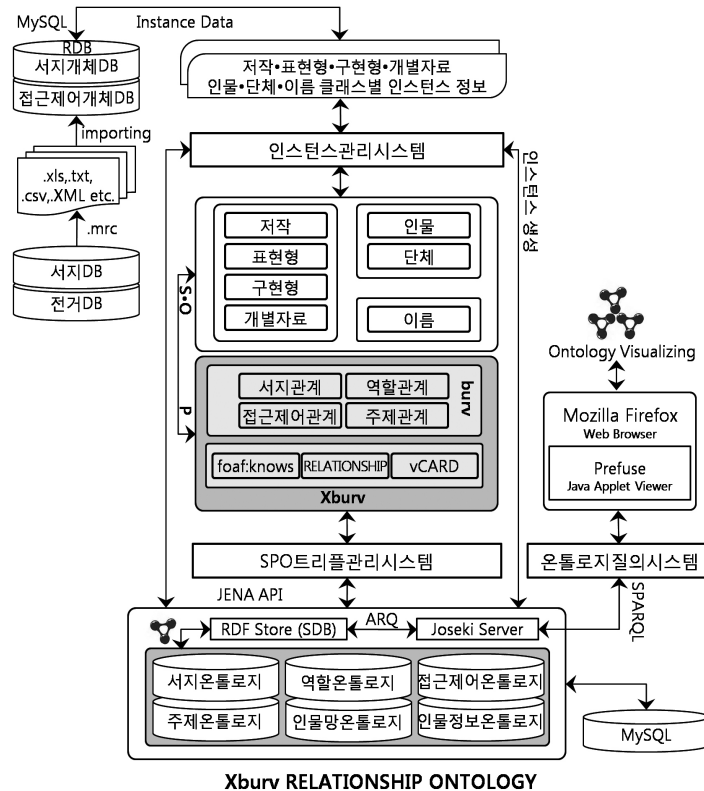 MySQL
Instance Data
RDB
서지개체DB
접근제어개체DB
저작•표현형•구현형•개별자료
인물•단체•이름 클래스별 인스턴스 정보
importing
인스턴스관리시스템
.xls,.txt,
.csv,.XML etc.
.mrc
서지DB
전거DB
인스턴스 생성
저작
표현형
구현형
개별자료
인물
단체
이름
S•O
P
서지관계
역할관계
접근제어관계
주제관계
burv
foaf:knows
RELATIONSHIP
vCARD
Xburv
Ontology Visualizing
Mozilla Firefox
Web Browser
Prefuse
Java Applet Viewer
SPO트리플관리시스템
온톨로지질의시스템
JENA API
SPARQL
RDF Store (SDB)
ARQ
Joseki Server
서지온톨로지
역할온톨로지
접근제어온톨로지
주제온톨로지
인물망온톨로지
인물정보온톨로지
MySQL
Xburv RELATIONSHIP ONTOLOGY